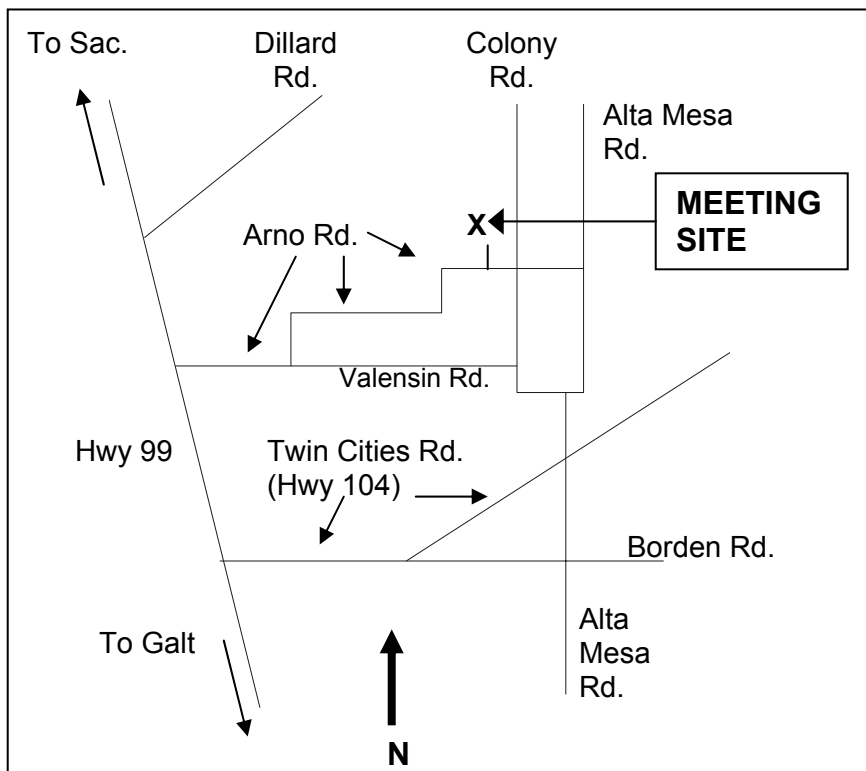 To Sac.
Dillard
Rd.
Colony
Rd.
Alta Mesa
Rd.
MEETING
SITE
X
Arno Rd.
Valensin Rd.
Hwy 99
Twin Cities Rd.
(Hwy 104)
Borden Rd.
To Galt
Alta
Mesa
Rd.
N